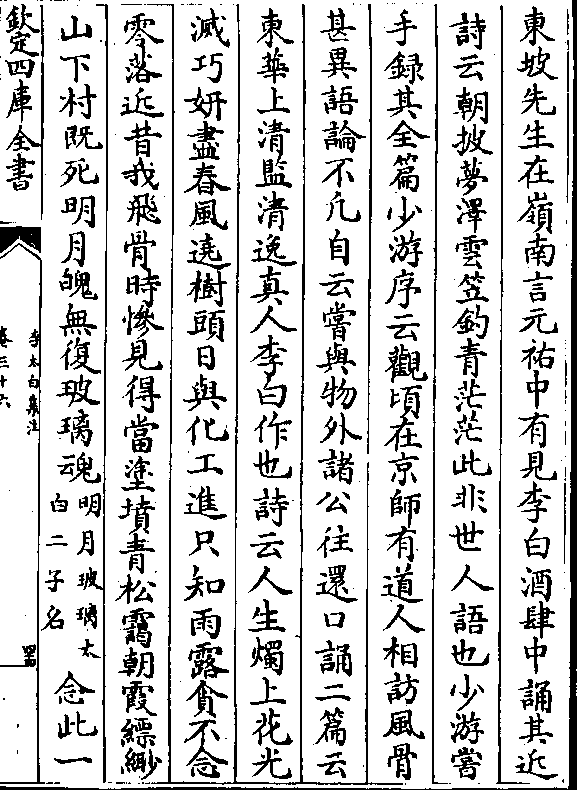 東坡先生在嶺南言元祐中有見李白酒肆中誦其近
詩云朝披夢澤雲笠釣青茫茫此非世人語也少游嘗
手録其全篇少游序云觀頃在京師有道人相訪風骨
甚異語論不凡自云嘗與物外諸公往還口誦二篇云
東華上清監清逸真人李白作也詩云人生燭上花光
滅巧妍盡春風遶樹頭日與化工進只知雨露貪不念
零落近昔我飛骨時慘見得當塗墳青松靄朝霞縹緲
山下村既死明月魄無復玻璃魂明月玻璃太白二子名念此一
欽定四庫全書
李太白集注
卷三十六